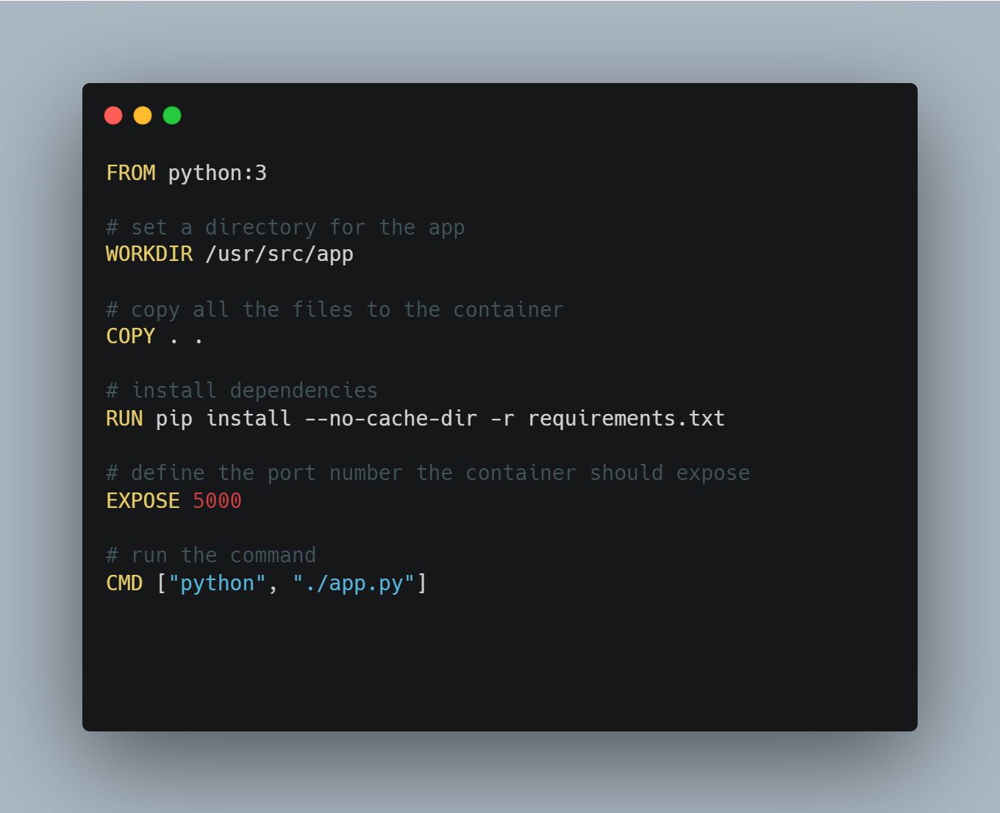 FROM python:3
# set a directory for the app
WORKDIR /usr/src/app
# copy all the files to the container
COPY . .
# install dependencies
RUN pip install --no-cache-dir -r requirements.txt
# define the port number the container should expose
EXPOSE 5000
# run the command
CMD ["python", "./app.py"]